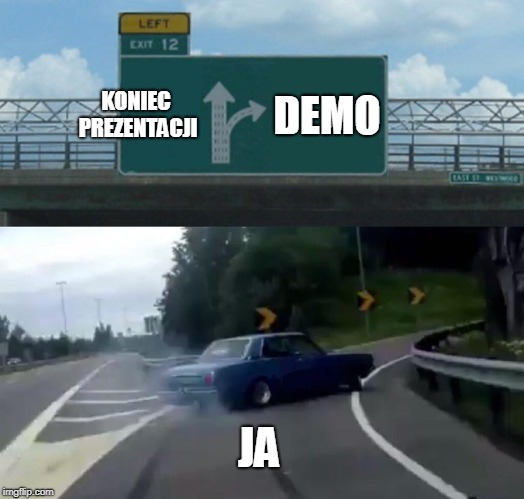 LEFT
EXIT 12
KONIEC
PREZENTACJI
DEMO
JA
imgflip.com